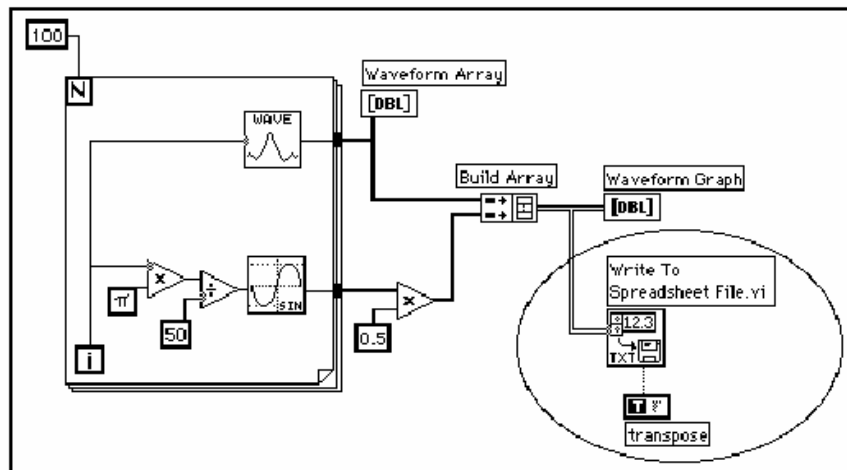 100
N
Waveform Array
[DBL]
WAVE
Build Array
Waveform Graph
[DBL]
Write To
Spreadsheet File.vi
12.3
TXT
π
x
÷
SIN
x
50
0.5
i
T
transpose